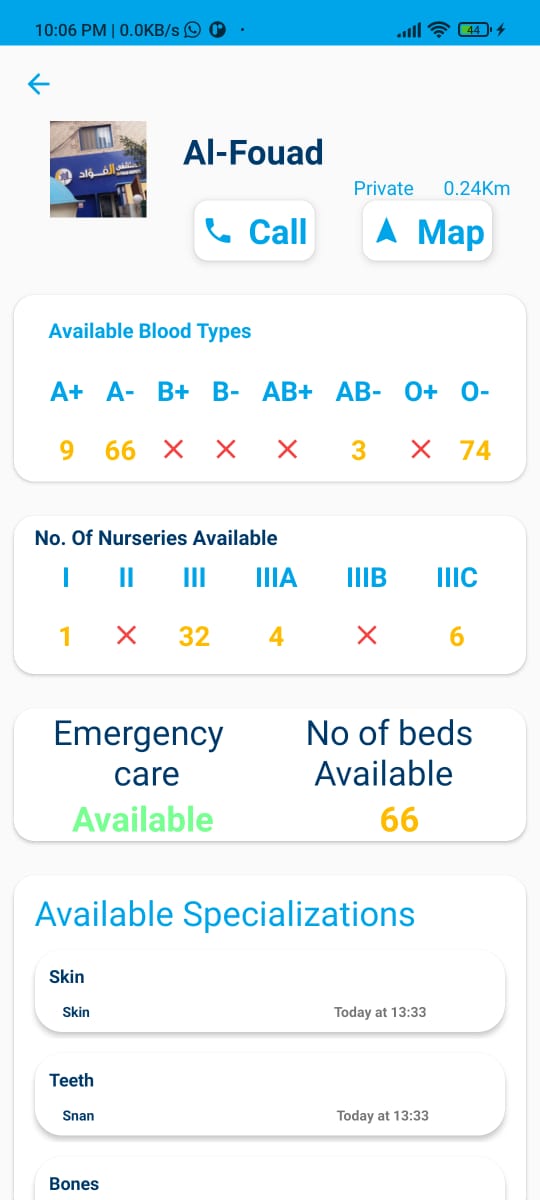 10:06 PM | 0.0KB/s
44
مستشفى الفؤاد
Al-Fouad
Private 0.24Km
Call Map
Available Blood Types
A+ A- B+ B- AB+ AB- O+ O-
9 66 × × × 3 × 74
No. Of Nurseries Available
I II III IIIA IIIB IIIC
1 × 32 4 × 6
Emergency care
Available
No of beds Available
66
Available Specializations
Skin
Skin Today at 13:33
Teeth
Snan Today at 13:33
Bones